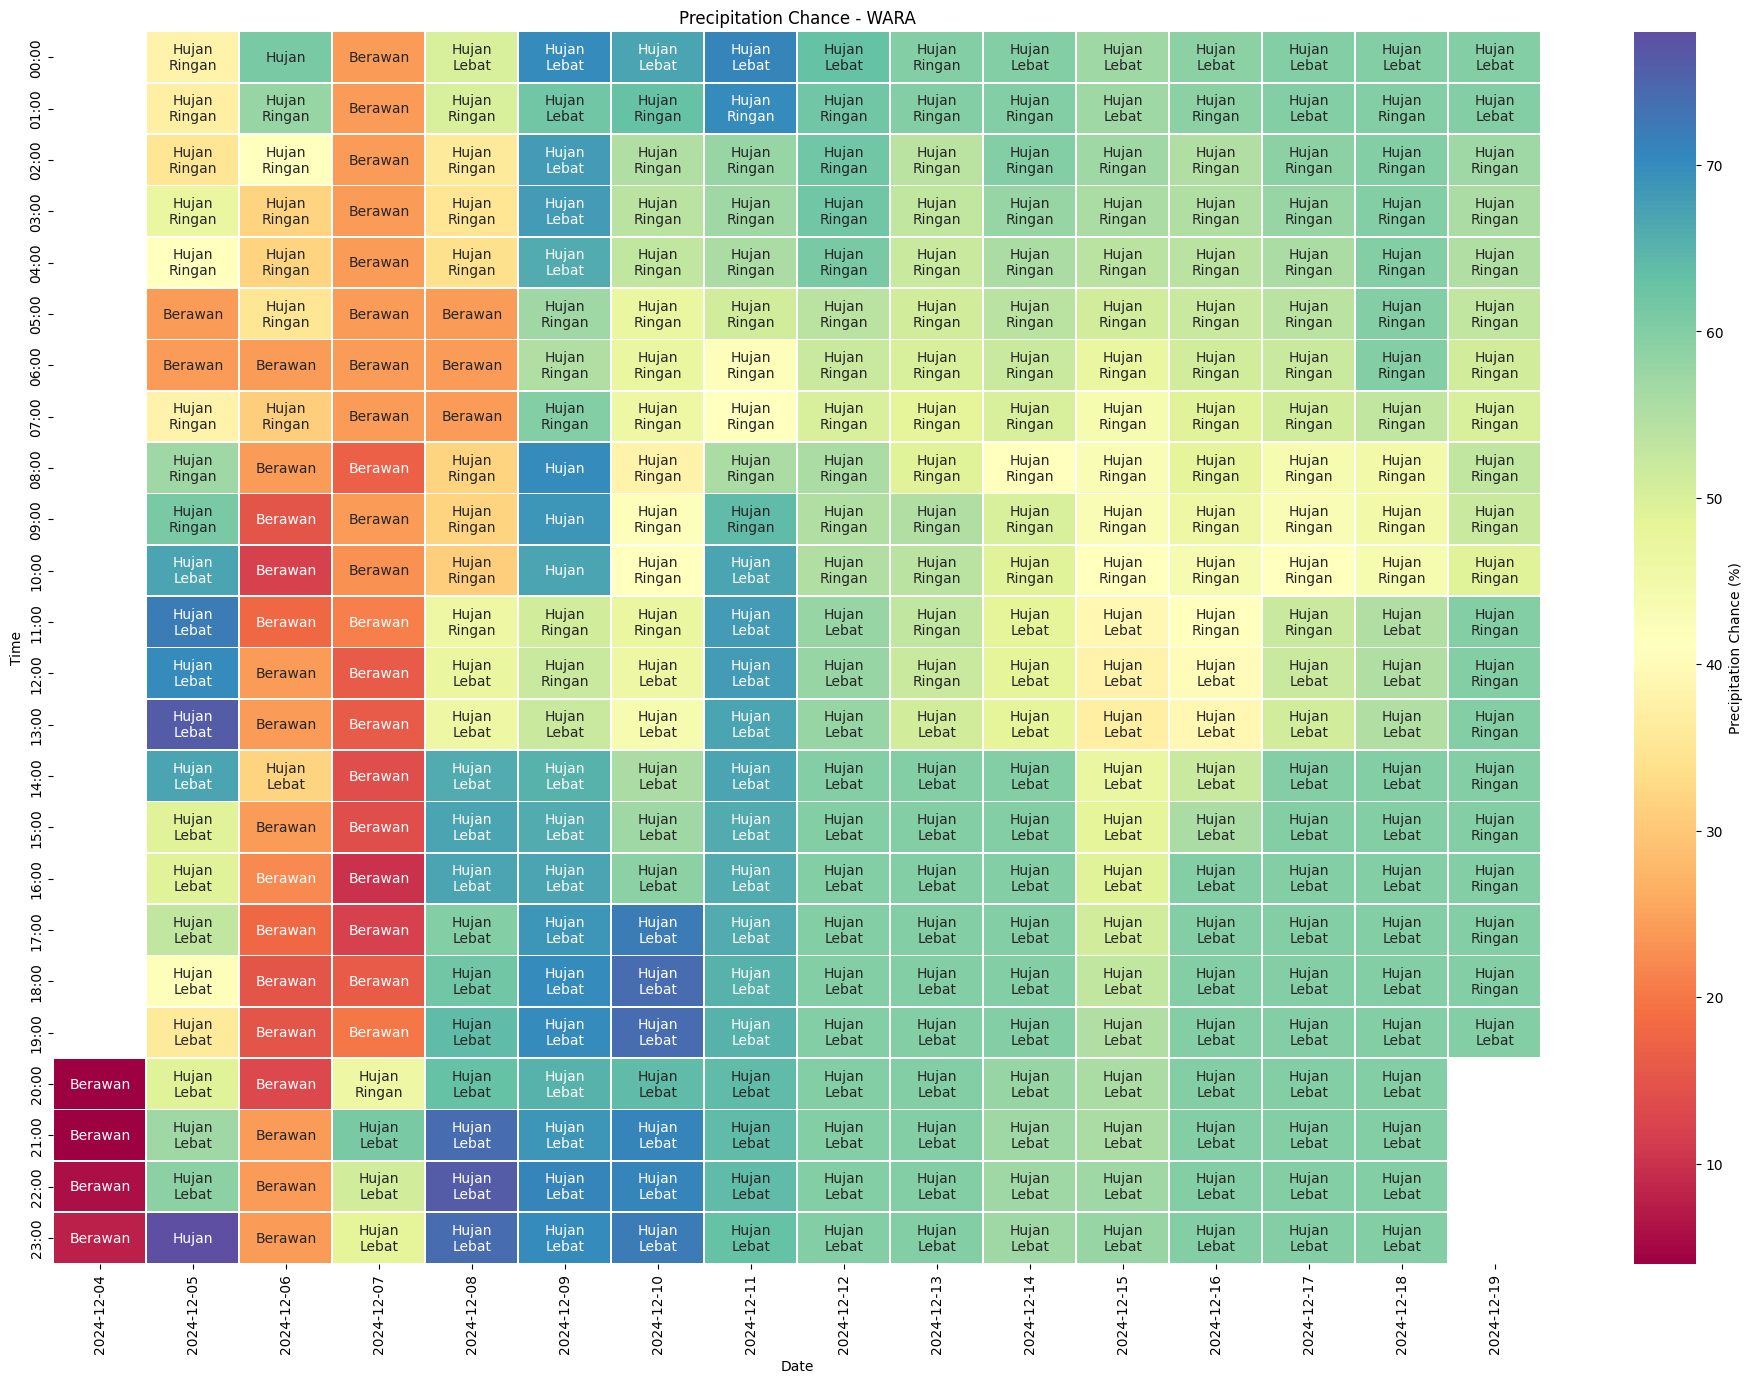 Precipitation Chance - WARA
00:00 Hujan Ringan Hujan Berawan Hujan Lebat Hujan Lebat Hujan Lebat Hujan Lebat Hujan Lebat Hujan Ringan Hujan Lebat Hujan Lebat Hujan Lebat Hujan Lebat Hujan Lebat Hujan Lebat
01:00 Hujan Ringan Hujan Ringan Berawan Hujan Ringan Hujan Lebat Hujan Ringan Hujan Ringan Hujan Ringan Hujan Ringan Hujan Ringan Hujan Lebat Hujan Ringan Hujan Lebat Hujan Ringan Hujan Lebat
02:00 Hujan Ringan Hujan Ringan Berawan Hujan Ringan Hujan Lebat Hujan Ringan Hujan Ringan Hujan Ringan Hujan Ringan Hujan Ringan Hujan Ringan Hujan Ringan Hujan Ringan Hujan Ringan Hujan Ringan
03:00 Hujan Ringan Hujan Ringan Berawan Hujan Ringan Hujan Lebat Hujan Ringan Hujan Ringan Hujan Ringan Hujan Ringan Hujan Ringan Hujan Ringan Hujan Ringan Hujan Ringan Hujan Ringan Hujan Ringan
04:00 Hujan Ringan Hujan Ringan Berawan Hujan Ringan Hujan Lebat Hujan Ringan Hujan Ringan Hujan Ringan Hujan Ringan Hujan Ringan Hujan Ringan Hujan Ringan Hujan Ringan Hujan Ringan Hujan Ringan
05:00 Berawan Hujan Ringan Berawan Berawan Hujan Ringan Hujan Ringan Hujan Ringan Hujan Ringan Hujan Ringan Hujan Ringan Hujan Ringan Hujan Ringan Hujan Ringan Hujan Ringan Hujan Ringan
06:00 Berawan Berawan Berawan Berawan Hujan Ringan Hujan Ringan Hujan Ringan Hujan Ringan Hujan Ringan Hujan Ringan Hujan Ringan Hujan Ringan Hujan Ringan Hujan Ringan Hujan Ringan
07:00 Hujan Ringan Hujan Ringan Berawan Berawan Hujan Ringan Hujan Ringan Hujan Ringan Hujan Ringan Hujan Ringan Hujan Ringan Hujan Ringan Hujan Ringan Hujan Ringan Hujan Ringan Hujan Ringan
08:00 Hujan Ringan Berawan Berawan Hujan Ringan Hujan Hujan Ringan Hujan Ringan Hujan Ringan Hujan Ringan Hujan Ringan Hujan Ringan Hujan Ringan Hujan Ringan Hujan Ringan Hujan Ringan
09:00 Hujan Ringan Berawan Berawan Hujan Ringan Hujan Hujan Ringan Hujan Ringan Hujan Ringan Hujan Ringan Hujan Ringan Hujan Ringan Hujan Ringan Hujan Ringan Hujan Ringan Hujan Ringan
10:00 Hujan Lebat Berawan Berawan Hujan Ringan Hujan Hujan Ringan Hujan Lebat Hujan Ringan Hujan Ringan Hujan Ringan Hujan Ringan Hujan Ringan Hujan Ringan Hujan Ringan Hujan Ringan
11:00 Hujan Lebat Berawan Berawan Hujan Ringan Hujan Ringan Hujan Ringan Hujan Lebat Hujan Lebat Hujan Ringan Hujan Lebat Hujan Lebat Hujan Ringan Hujan Ringan Hujan Lebat Hujan Ringan
12:00 Hujan Lebat Berawan Berawan Hujan Lebat Hujan Ringan Hujan Lebat Hujan Lebat Hujan Lebat Hujan Ringan Hujan Lebat Hujan Lebat Hujan Lebat Hujan Lebat Hujan Lebat Hujan Ringan
13:00 Hujan Lebat Berawan Berawan Hujan Lebat Hujan Lebat Hujan Lebat Hujan Lebat Hujan Lebat Hujan Lebat Hujan Lebat Hujan Lebat Hujan Lebat Hujan Lebat Hujan Lebat Hujan Ringan
14:00 Hujan Lebat Hujan Lebat Berawan Hujan Lebat Hujan Lebat Hujan Lebat Hujan Lebat Hujan Lebat Hujan Lebat Hujan Lebat Hujan Lebat Hujan Lebat Hujan Lebat Hujan Lebat Hujan Ringan
15:00 Hujan Lebat Berawan Berawan Hujan Lebat Hujan Lebat Hujan Lebat Hujan Lebat Hujan Lebat Hujan Lebat Hujan Lebat Hujan Lebat Hujan Lebat Hujan Lebat Hujan Lebat Hujan Ringan
16:00 Hujan Lebat Berawan Berawan Hujan Lebat Hujan Lebat Hujan Lebat Hujan Lebat Hujan Lebat Hujan Lebat Hujan Lebat Hujan Lebat Hujan Lebat Hujan Lebat Hujan Lebat Hujan Ringan
17:00 Hujan Lebat Berawan Berawan Hujan Lebat Hujan Lebat Hujan Lebat Hujan Lebat Hujan Lebat Hujan Lebat Hujan Lebat Hujan Lebat Hujan Lebat Hujan Lebat Hujan Lebat Hujan Ringan
18:00 Hujan Lebat Berawan Berawan Hujan Lebat Hujan Lebat Hujan Lebat Hujan Lebat Hujan Lebat Hujan Lebat Hujan Lebat Hujan Lebat Hujan Lebat Hujan Lebat Hujan Lebat Hujan Ringan
19:00 Hujan Lebat Berawan Berawan Hujan Lebat Hujan Lebat Hujan Lebat Hujan Lebat Hujan Lebat Hujan Lebat Hujan Lebat Hujan Lebat Hujan Lebat Hujan Lebat Hujan Lebat Hujan Lebat
20:00 Berawan Hujan Lebat Berawan Hujan Ringan Hujan Lebat Hujan Lebat Hujan Lebat Hujan Lebat Hujan Lebat Hujan Lebat Hujan Lebat Hujan Lebat Hujan Lebat Hujan Lebat Hujan Lebat
21:00 Berawan Hujan Lebat Berawan Hujan Lebat Hujan Lebat Hujan Lebat Hujan Lebat Hujan Lebat Hujan Lebat Hujan Lebat Hujan Lebat Hujan Lebat Hujan Lebat Hujan Lebat Hujan Lebat
22:00 Berawan Hujan Lebat Berawan Hujan Lebat Hujan Lebat Hujan Lebat Hujan Lebat Hujan Lebat Hujan Lebat Hujan Lebat Hujan Lebat Hujan Lebat Hujan Lebat Hujan Lebat Hujan Lebat
23:00 Berawan Hujan Berawan Hujan Lebat Hujan Lebat Hujan Lebat Hujan Lebat Hujan Lebat Hujan Lebat Hujan Lebat Hujan Lebat Hujan Lebat Hujan Lebat Hujan Lebat Hujan Lebat
Time
2024-12-04 2024-12-05 2024-12-06 2024-12-07 2024-12-08 2024-12-09 2024-12-10 2024-12-11 2024-12-12 2024-12-13 2024-12-14 2024-12-15 2024-12-16 2024-12-17 2024-12-18 2024-12-19
Date
70
60
50
40
30
20
10
Precipitation Chance (%)